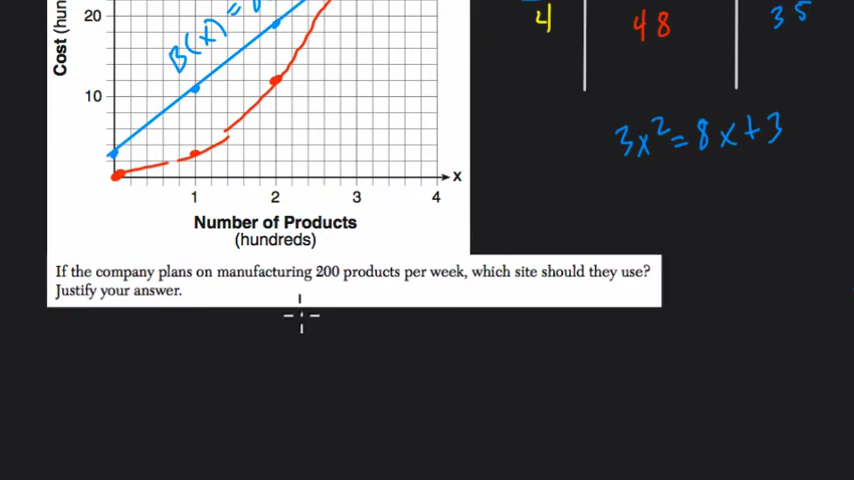 Cost (hun
20
10
B(x) =
1 2 3 4 x
Number of Products
(hundreds)
4 48 35
3x² = 8x + 3
If the company plans on manufacturing 200 products per week, which site should they use?
Justify your answer.